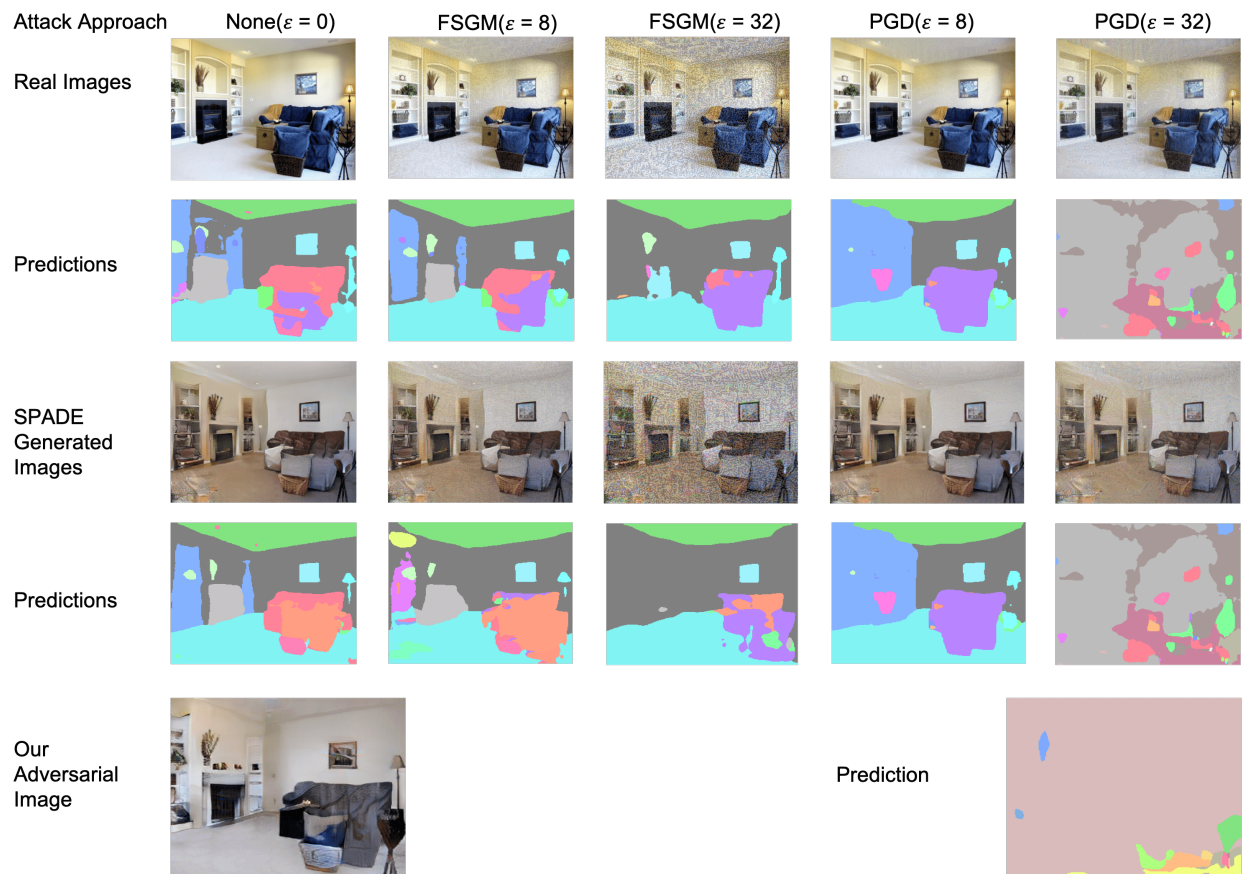 Attack Approach None(ε = 0) FSGM(ε = 8) FSGM(ε = 32) PGD(ε = 8) PGD(ε = 32)
Real Images
Predictions
SPADE
Generated
Images
Predictions
Our
Adversarial
Image
Prediction